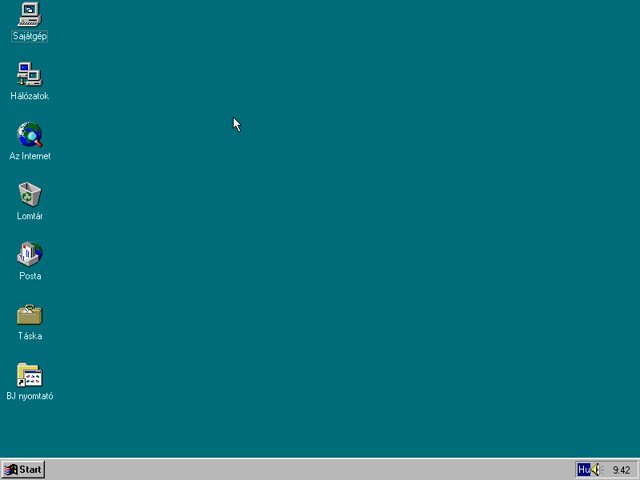 Sajátgép
Hálózatok
Az Internet
Lomtár
Posta
Táska
BJ nyomtató
Start
Hu
9:42